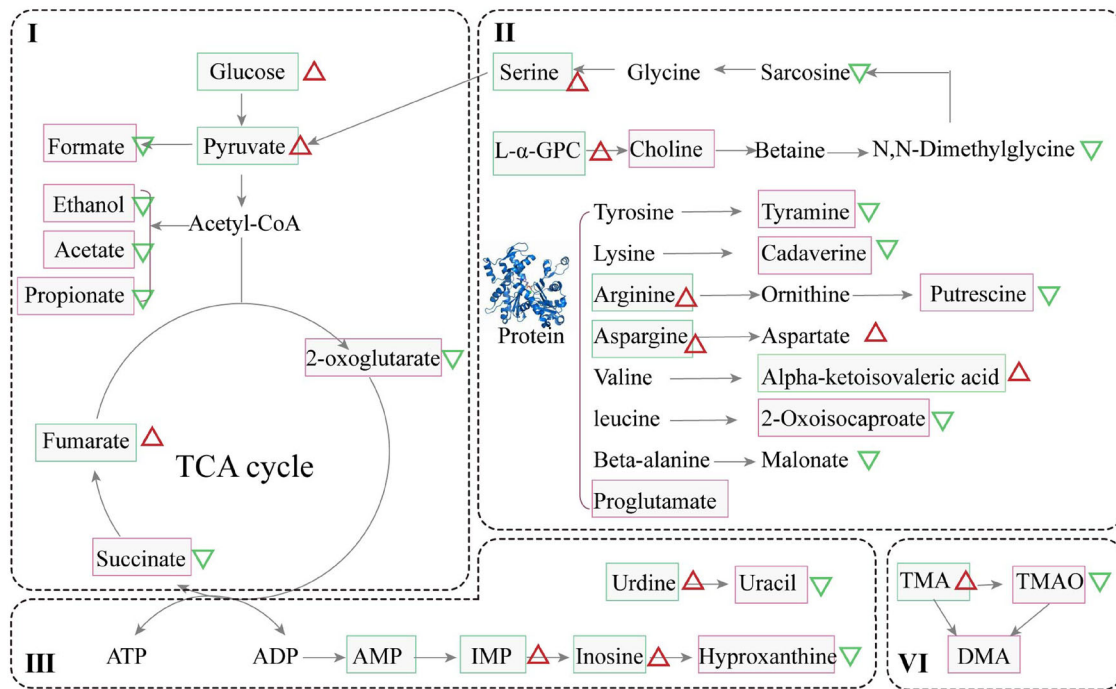 I
Glucose
Formate
Pyruvate
Ethanol
Acetate
Propionate
Acetyl-CoA
2-oxoglutarate
Fumarate
TCA cycle
Succinate
II
Serine
Glycine
Sarcosine
L-α-GPC
Choline
Betaine
N,N-Dimethylglycine
Protein
Tyrosine
Tyramine
Lysine
Cadaverine
Arginine
Ornithine
Putrescine
Aspargine
Aspartate
Valine
Alpha-ketoisovaleric acid
leucine
2-Oxoisocaproate
Beta-alanine
Malonate
Proglutamate
III
Urdine
Uracil
ATP
ADP
AMP
IMP
Inosine
Hyproxanthine
VI
TMA
TMAO
DMA